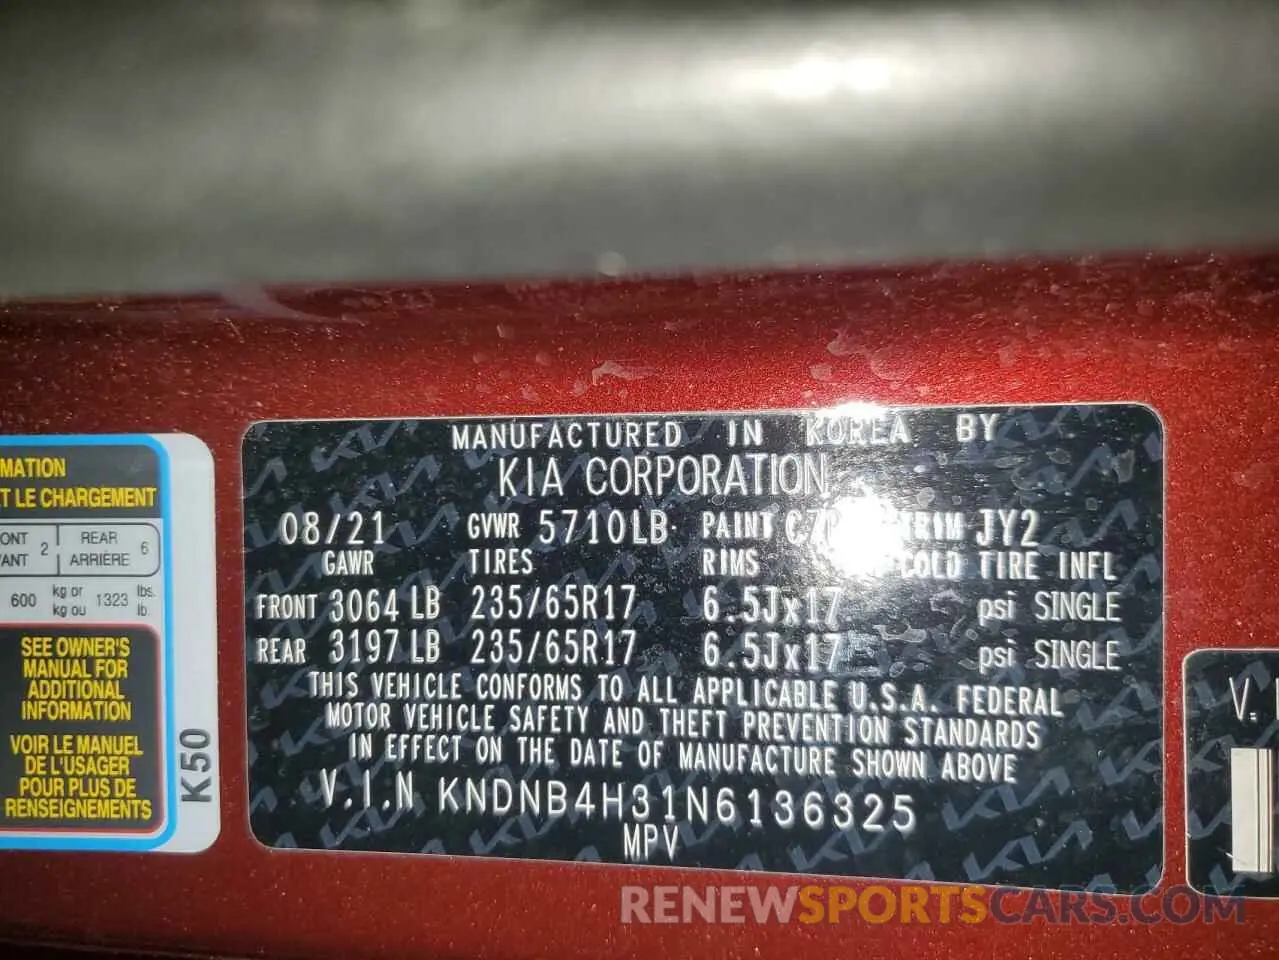 MATION
T LE CHARGEMENT
ONT
ANT 2
REAR
ARRIÈRE 6
600 kg or
kg ou 1323 lbs.
lb.
SEE OWNER'S
MANUAL FOR
ADDITIONAL
INFORMATION
VOIR LE MANUEL
DE L'USAGER
POUR PLUS DE
RENSEIGNEMENTS
K50
MANUFACTURED IN KOREA BY
KIA CORPORATION
08/21 GVWR 5710LB PAINT TRIM JY2
GAWR TIRES RIMS COLD TIRE INFL
FRONT 3064 LB 235/65R17 6.5Jx17 psi SINGLE
REAR 3197 LB 235/65R17 6.5Jx17 psi SINGLE
THIS VEHICLE CONFORMS TO ALL APPLICABLE U.S.A. FEDERAL
MOTOR VEHICLE SAFETY AND THEFT PREVENTION STANDARDS
IN EFFECT ON THE DATE OF MANUFACTURE SHOWN ABOVE
V.I.N KNDNB4H31N6136325
MPV
V.
RENEWSPORTSCARS.COM